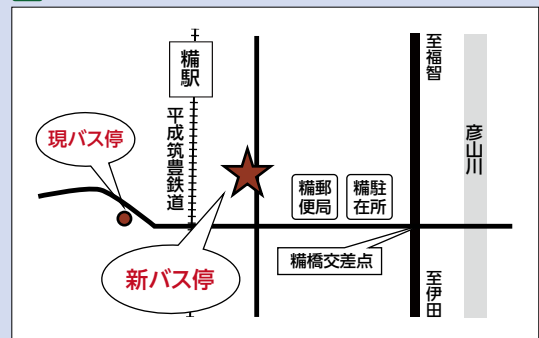 糒駅
平成筑豊鉄道
現バス停
新バス停
糒郵
便局
糒駐
在所
糒橋交差点
至福智
至伊田
彦山川